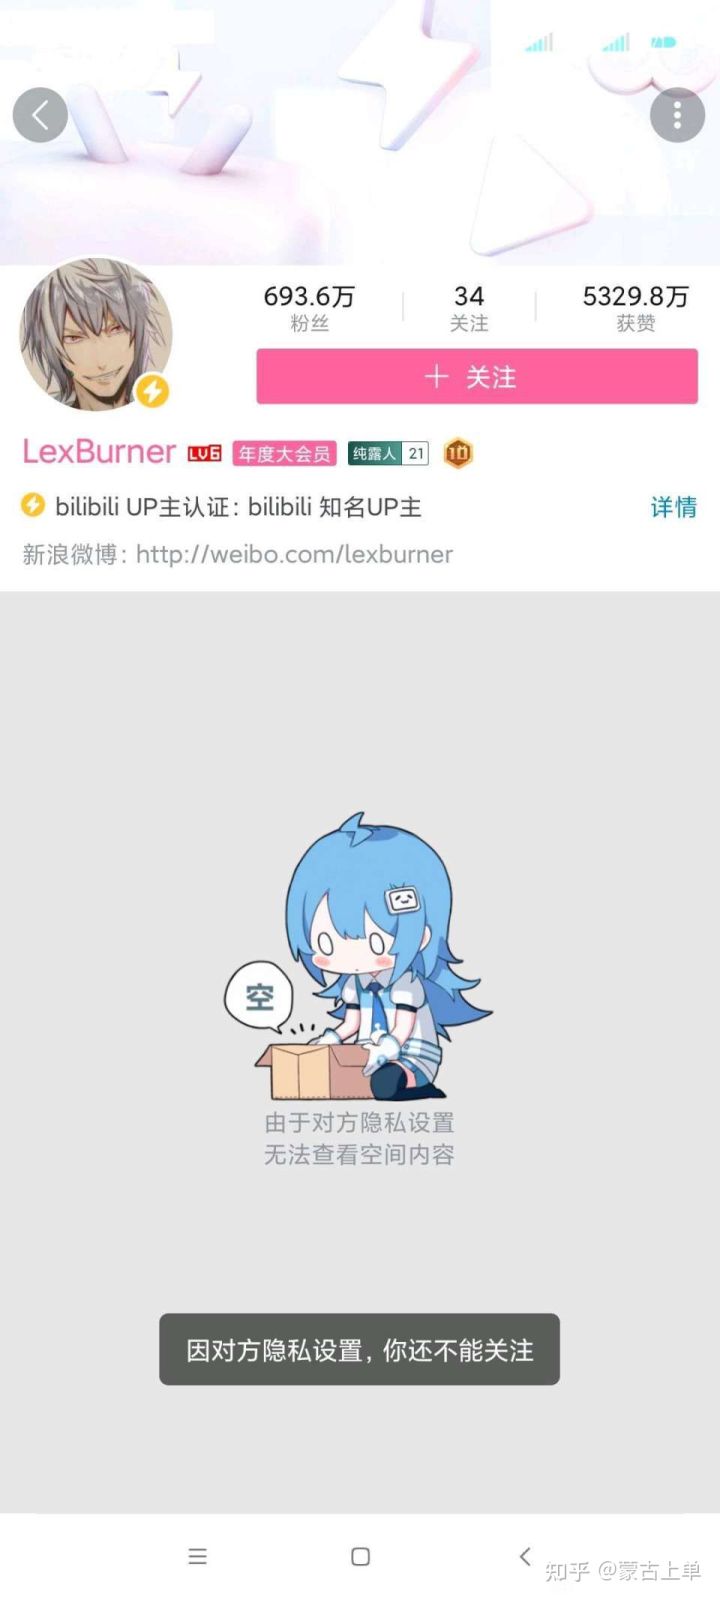 693.6万
34
5329.8万
粉丝
关注
获赞
+ 关注
LexBurner LV6 年度大会员 纯露人 21 10
bilibili UP主认证：bilibili 知名UP主
详情
新浪微博：http://weibo.com/lexburner
空
由于对方隐私设置
无法查看空间内容
因对方隐私设置，你还不能关注
知乎 @蒙古上单